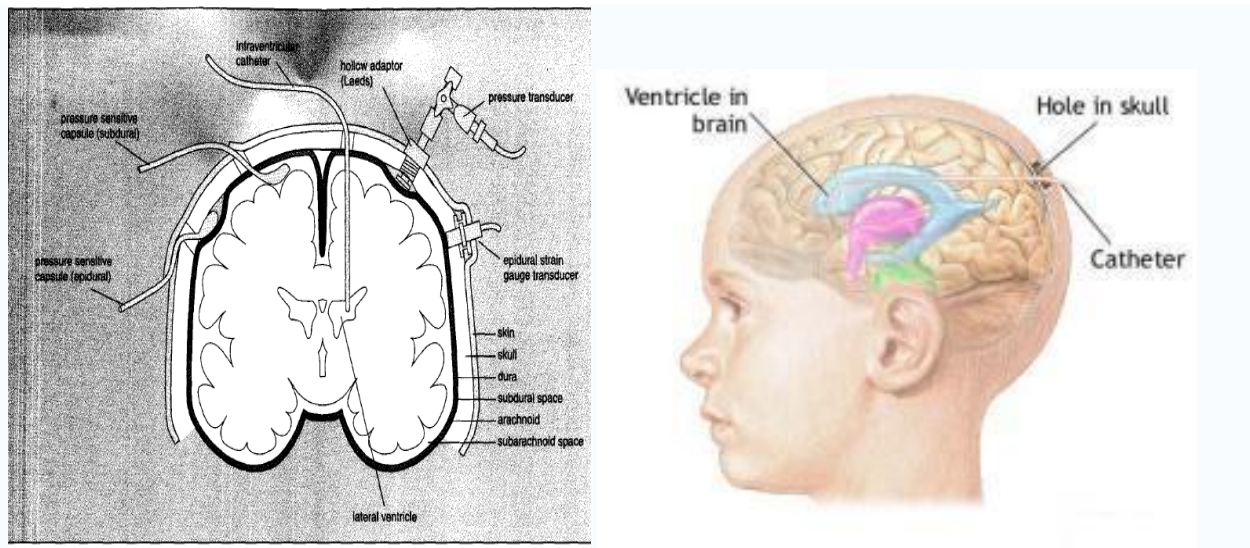 intraventricular
catheter
hollow adaptor
(Leeds)
pressure transducer
pressure sensitive
capsule (subdural)
pressure sensitive
capsule (epidural)
epidural strain
gauge transducer
skin
skull
dura
subdural space
arachnoid
subarachnoid space
lateral ventricle
Ventricle in
brain
Hole in skull
Catheter